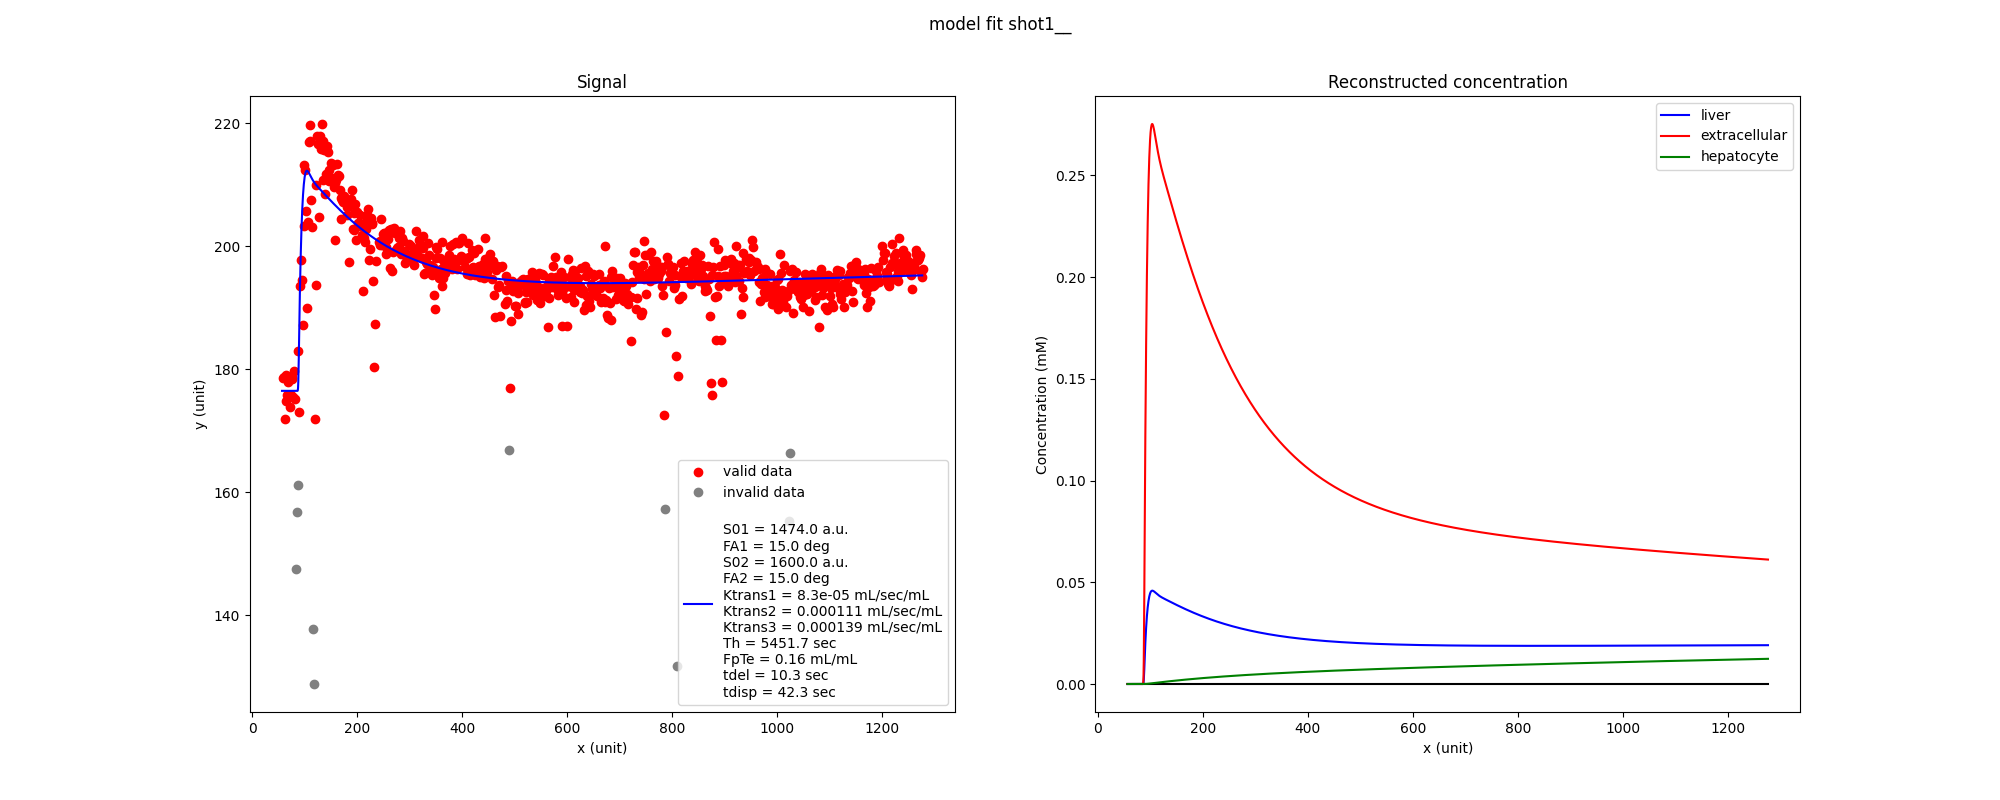 model fit shot1__
Signal
220
200
180
160
140
y (unit)
0 200 400 600 800 1000 1200
x (unit)
valid data
invalid data
S01 = 1474.0 a.u.
FA1 = 15.0 deg
S02 = 1600.0 a.u.
FA2 = 15.0 deg
Ktrans1 = 8.3e-05 mL/sec/mL
Ktrans2 = 0.000111 mL/sec/mL
Ktrans3 = 0.000139 mL/sec/mL
Th = 5451.7 sec
FpTe = 0.16 mL/mL
tdel = 10.3 sec
tdisp = 42.3 sec
Reconstructed concentration
0.25
0.20
0.15
0.10
0.05
0.00
Concentration (mM)
0 200 400 600 800 1000 1200
x (unit)
liver
extracellular
hepatocyte